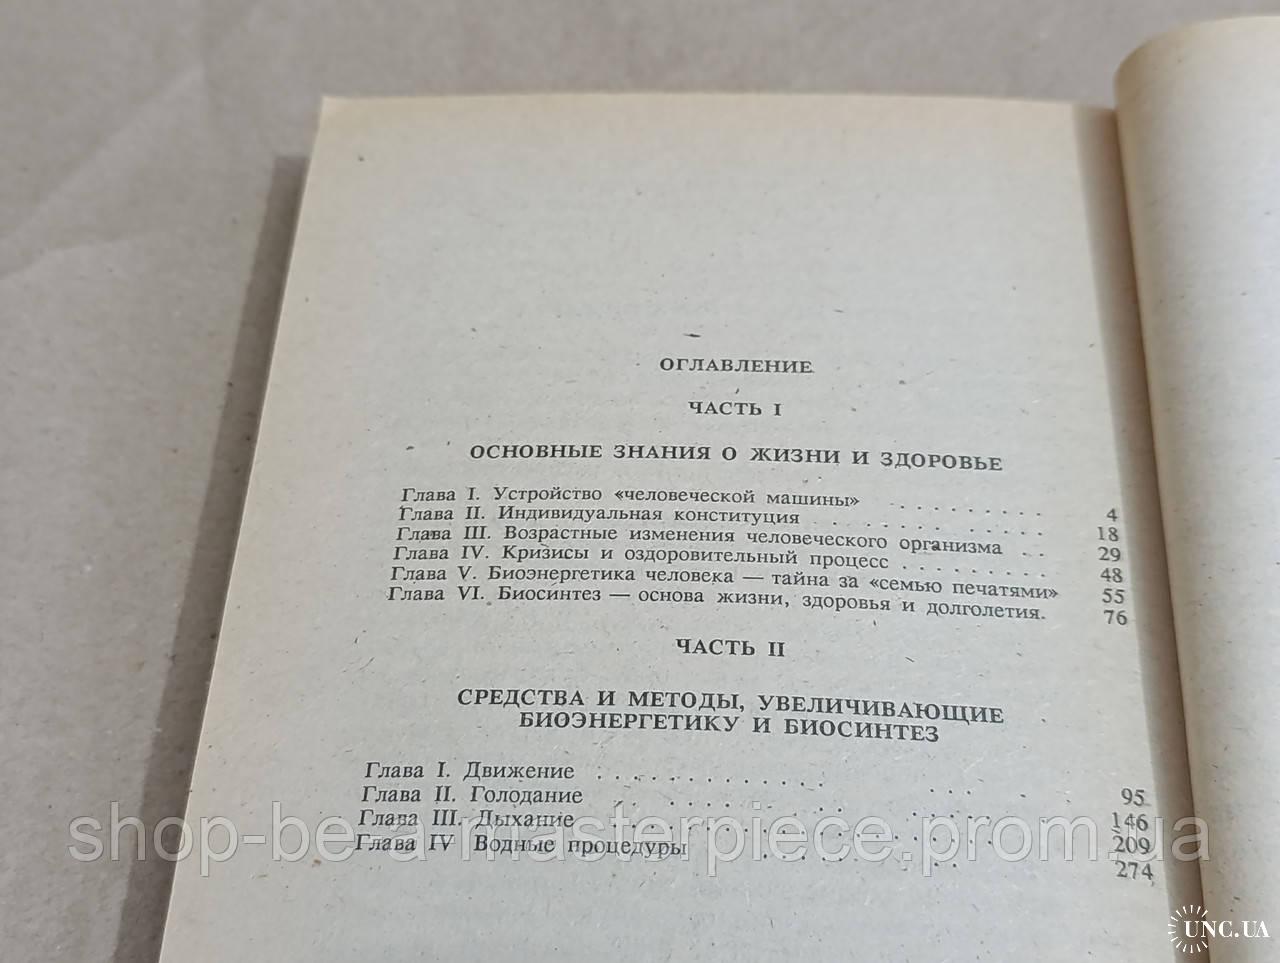 ОГЛАВЛЕНИЕ
ЧАСТЬ I
ОСНОВНЫЕ ЗНАНИЯ О ЖИЗНИ И ЗДОРОВЬЕ
Глава I. Устройство «человеческой машины» . . . . . . . . . 4
Глава II. Индивидуальная конституция . . . . . . . . . . . 18
Глава III. Возрастные изменения человеческого организма . . 29
Глава IV. Кризисы и оздоровительный процесс . . . . . . . . . 48
Глава V. Биоэнергетика человека — тайна за «семью печатями» 55
Глава VI. Биосинтез — основа жизни, здоровья и долголетия. 76
ЧАСТЬ II
СРЕДСТВА И МЕТОДЫ, УВЕЛИЧИВАЮЩИЕ
БИОЭНЕРГЕТИКУ И БИОСИНТЕЗ
Глава I. Движение . . . . . . . . . . . . . . . 95
Глава II. Голодание . . . . . . . . . . . . . . . 146
Глава III. Дыхание . . . . . . . . . . . . . . . 209
Глава IV Водные процедуры . . . . . . . . . . . 274
shop-be-a-masterpiece.prom.ua
UNC.UA